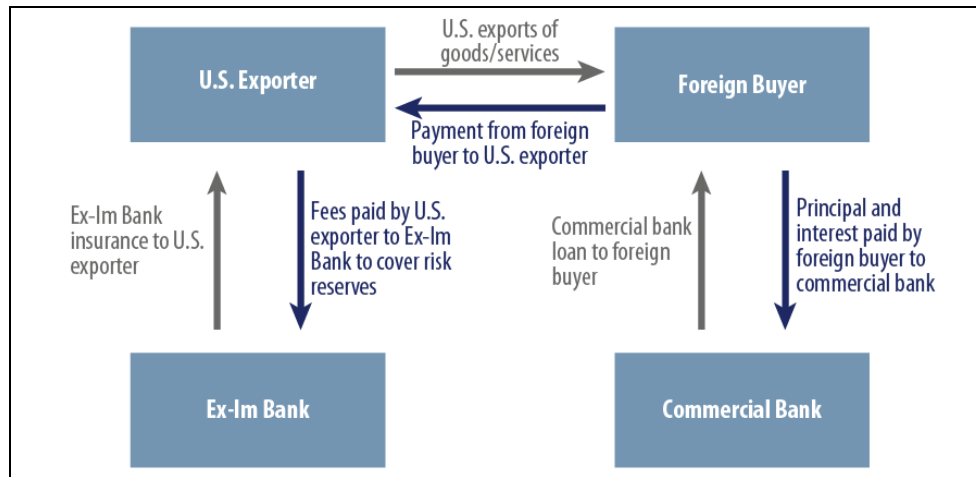 U.S. exports of
goods/services
U.S. Exporter
Foreign Buyer
Payment from foreign
buyer to U.S. exporter
Ex-Im Bank
insurance to U.S.
exporter
Fees paid by U.S.
exporter to Ex-Im
Bank to cover risk
reserves
Commercial bank
loan to foreign
buyer
Principal and
interest paid by
foreign buyer to
commercial bank
Ex-Im Bank
Commercial Bank